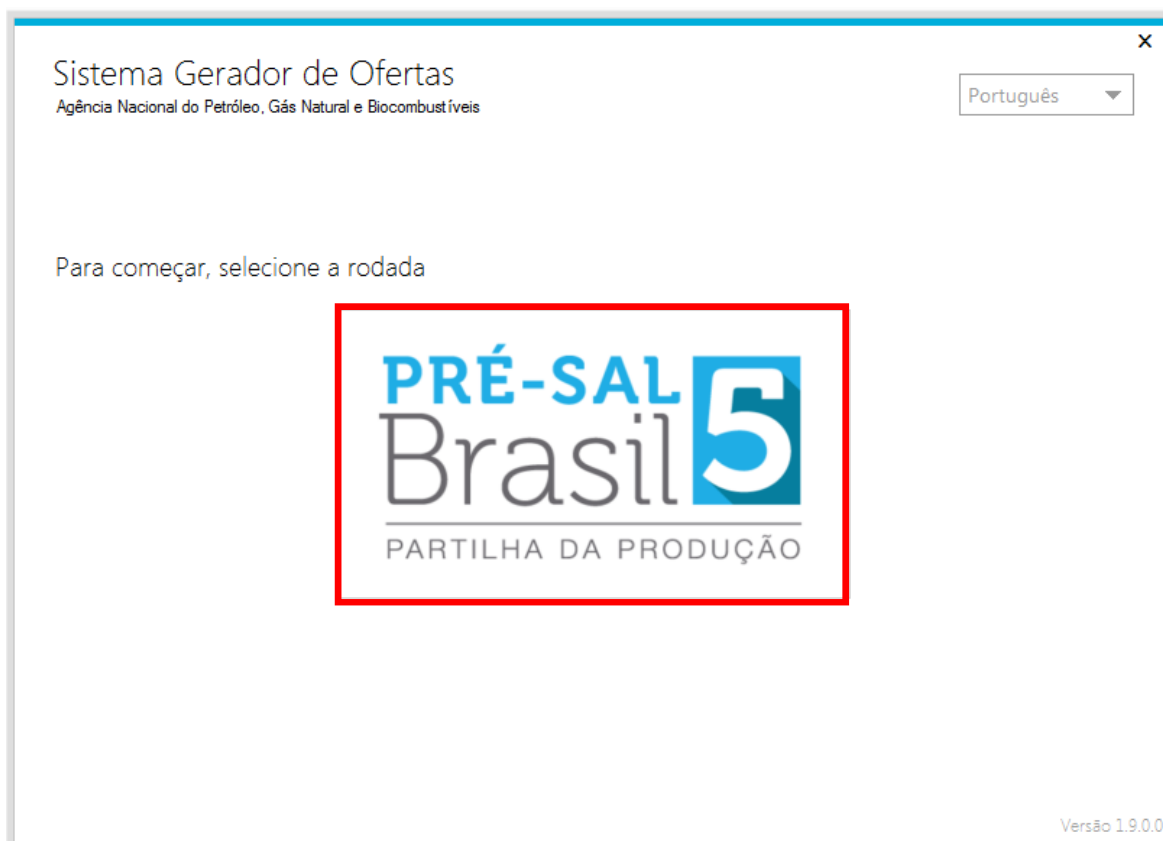 x
Sistema Gerador de Ofertas
Agência Nacional do Petróleo, Gás Natural e Biocombustíveis
Português
Para começar, selecione a rodada
PRÉ-SAL 5
Brasil
PARTILHA DA PRODUÇÃO
Versão 1.9.0.0